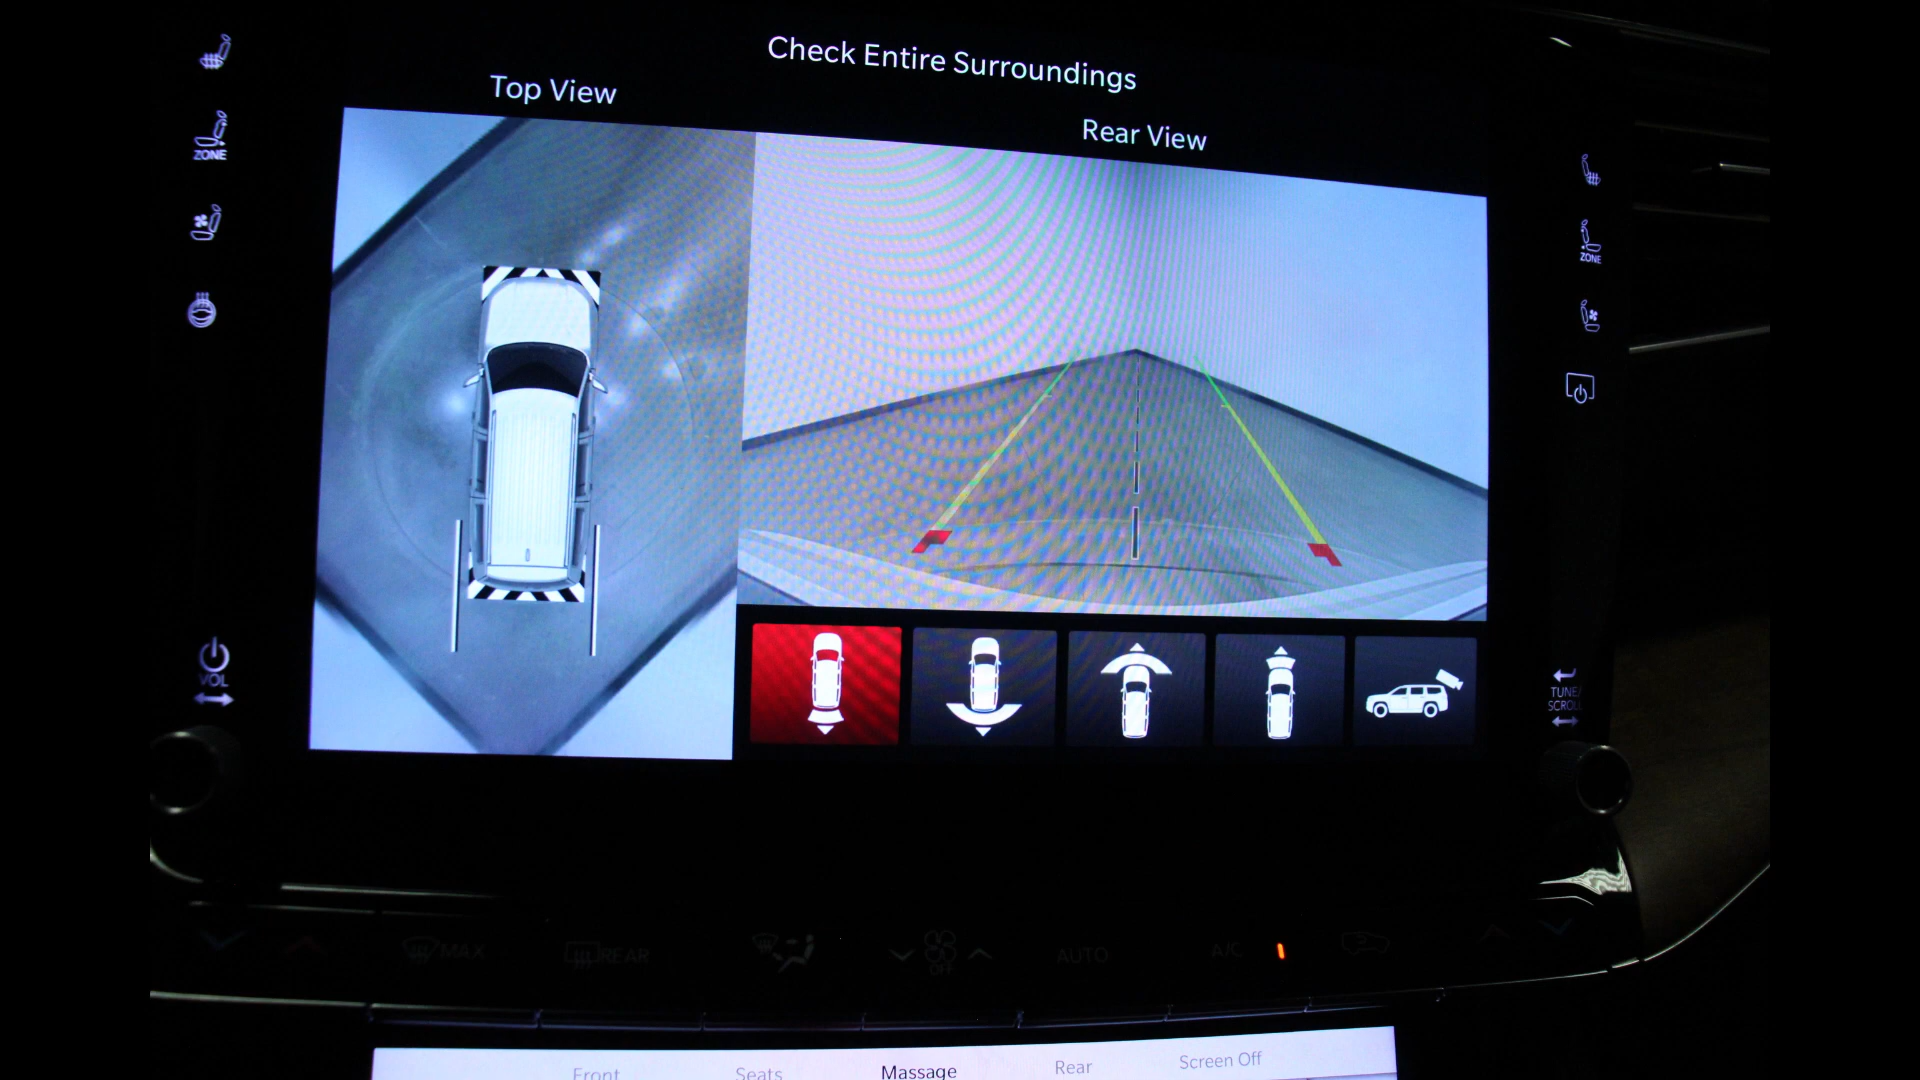 Check Entire Surroundings
Top View
Rear View
ZONE
ZONE
VOL
TUNE/
SCROLL
MAX
REAR
OFF
AUTO
A/C
Front
Seats
Massage
Rear
Screen Off